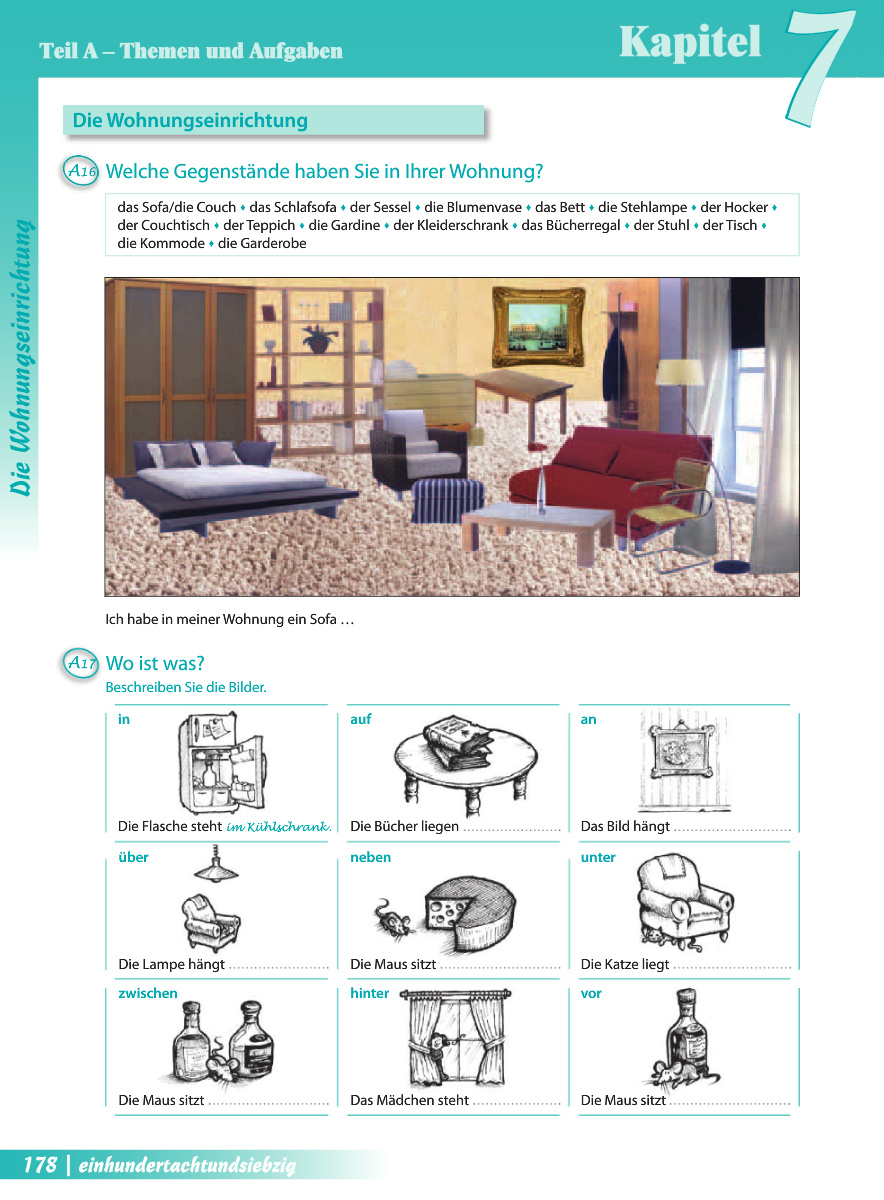 Teil A – Themen und Aufgaben
Kapitel 7
Die Wohnungseinrichtung
Die Wohnungseinrichtung
A16 Welche Gegenstände haben Sie in Ihrer Wohnung?
das Sofa/die Couch ♦ das Schlafsofa ♦ der Sessel ♦ die Blumenvase ♦ das Bett ♦ die Stehlampe ♦ der Hocker ♦
der Couchtisch ♦ der Teppich ♦ die Gardine ♦ der Kleiderschrank ♦ das Bücherregal ♦ der Stuhl ♦ der Tisch ♦
die Kommode ♦ die Garderobe
Ich habe in meiner Wohnung ein Sofa …
A17 Wo ist was?
Beschreiben Sie die Bilder.
in
auf
an
Die Flasche steht im Kühlschrank.
Die Bücher liegen ........................
Das Bild hängt ............................
über
neben
unter
Die Lampe hängt ........................
Die Maus sitzt .............................
Die Katze liegt ............................
zwischen
hinter
vor
Die Maus sitzt .............................
Das Mädchen steht .....................
Die Maus sitzt .............................
178 | einhundertachtundsiebzig